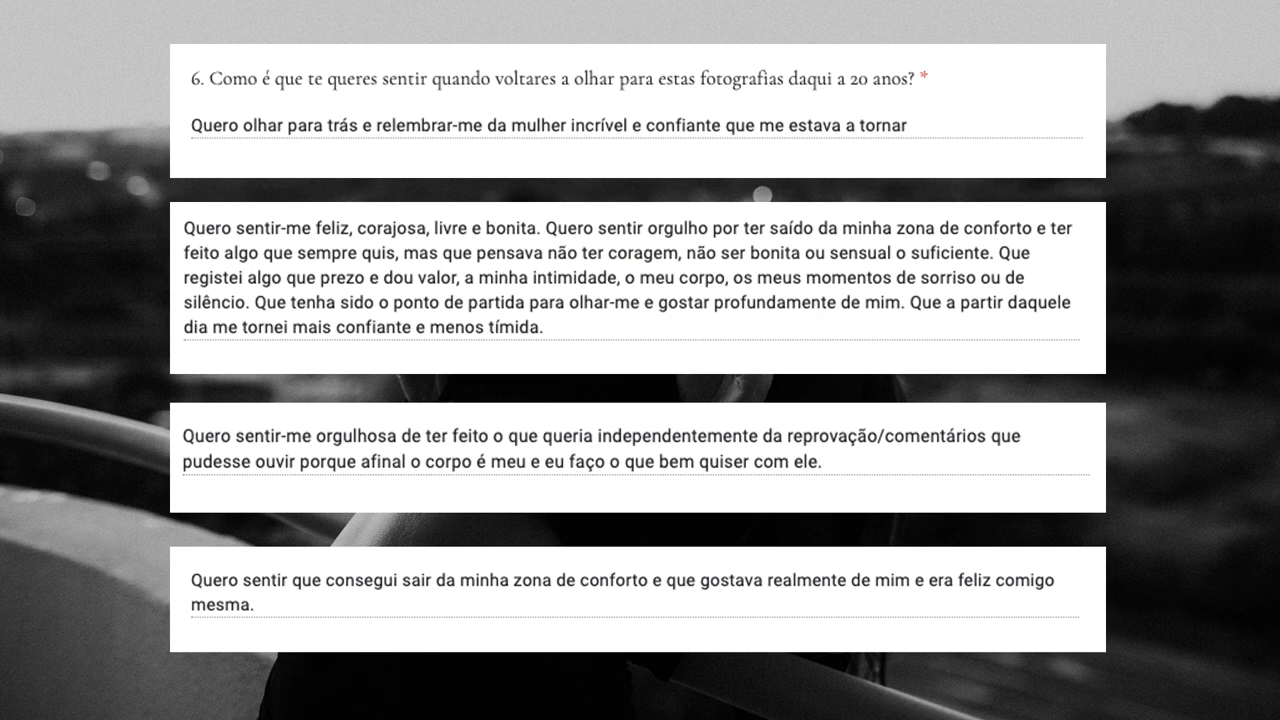 6. Como é que te queres sentir quando voltares a olhar para estas fotografias daqui a 20 anos? *
Quero olhar para trás e relembrar-me da mulher incrível e confiante que me estava a tornar
Quero sentir-me feliz, corajosa, livre e bonita. Quero sentir orgulho por ter saído da minha zona de conforto e ter
feito algo que sempre quis, mas que pensava não ter coragem, não ser bonita ou sensual o suficiente. Que
registei algo que prezo e dou valor, a minha intimidade, o meu corpo, os meus momentos de sorriso ou de
silêncio. Que tenha sido o ponto de partida para olhar-me e gostar profundamente de mim. Que a partir daquele
dia me tornei mais confiante e menos tímida.
Quero sentir-me orgulhosa de ter feito o que queria independentemente da reprovação/comentários que
pudesse ouvir porque afinal o corpo é meu e eu faço o que bem quiser com ele.
Quero sentir que consegui sair da minha zona de conforto e que gostava realmente de mim e era feliz comigo
mesma.